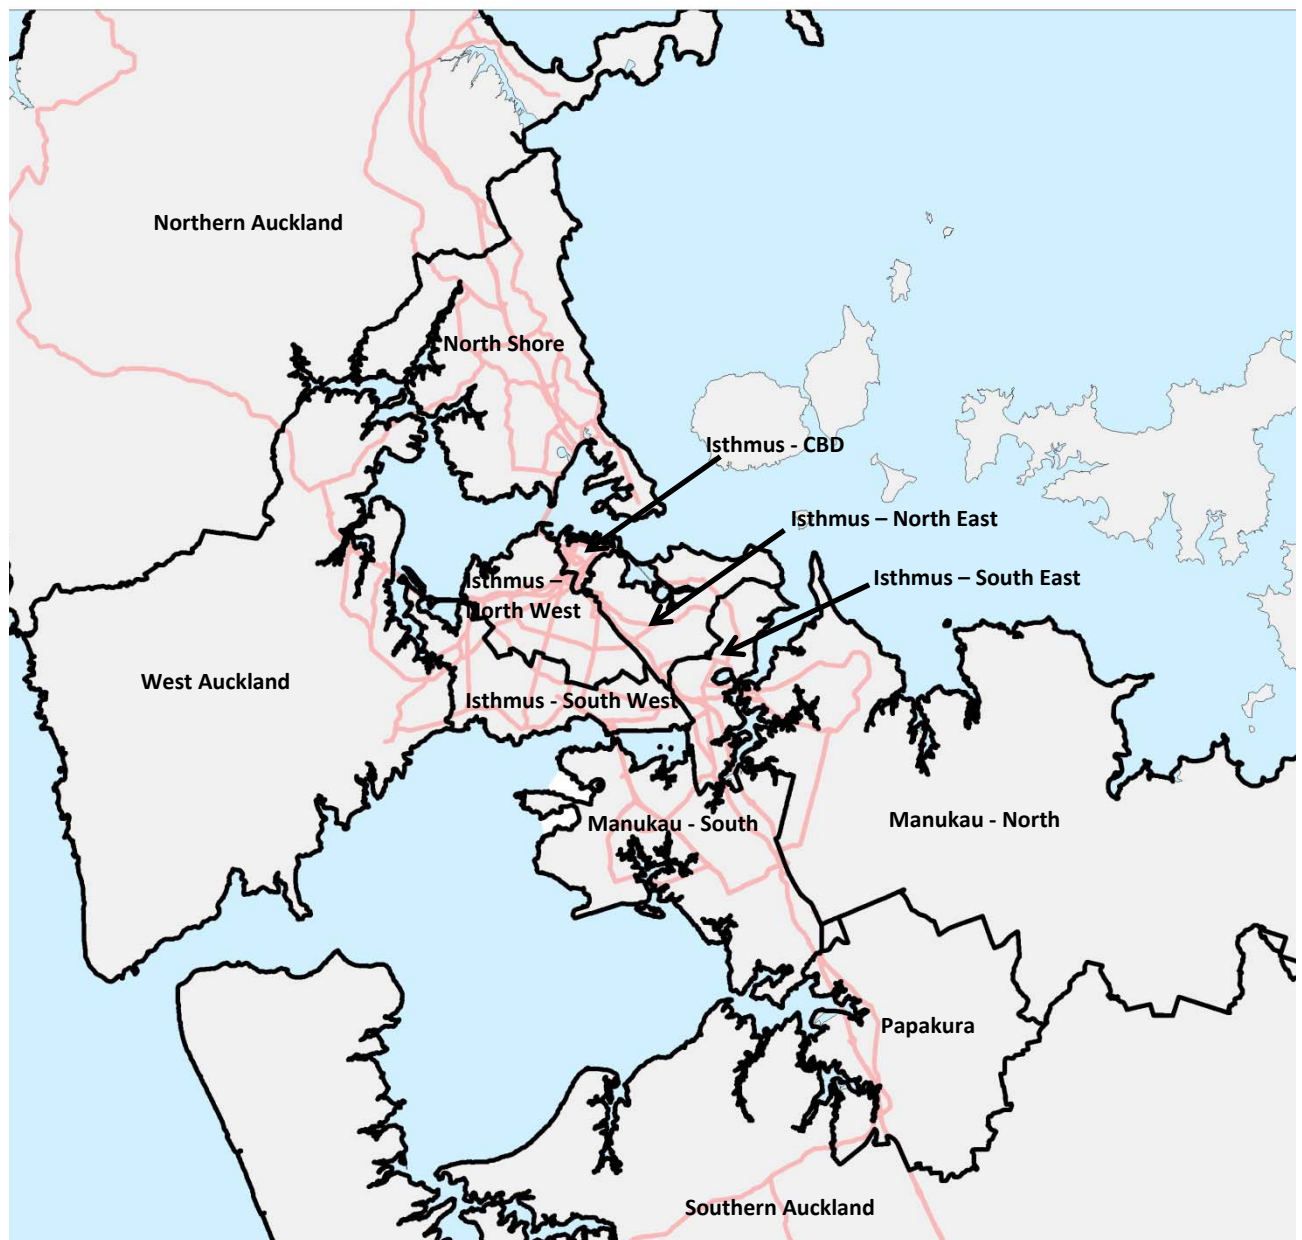 Northern Auckland
North Shore
Isthmus - CBD
Isthmus – North East
Isthmus – South East
Isthmus –
North West
West Auckland
Isthmus - South West
Manukau - South
Manukau - North
Papakura
Southern Auckland